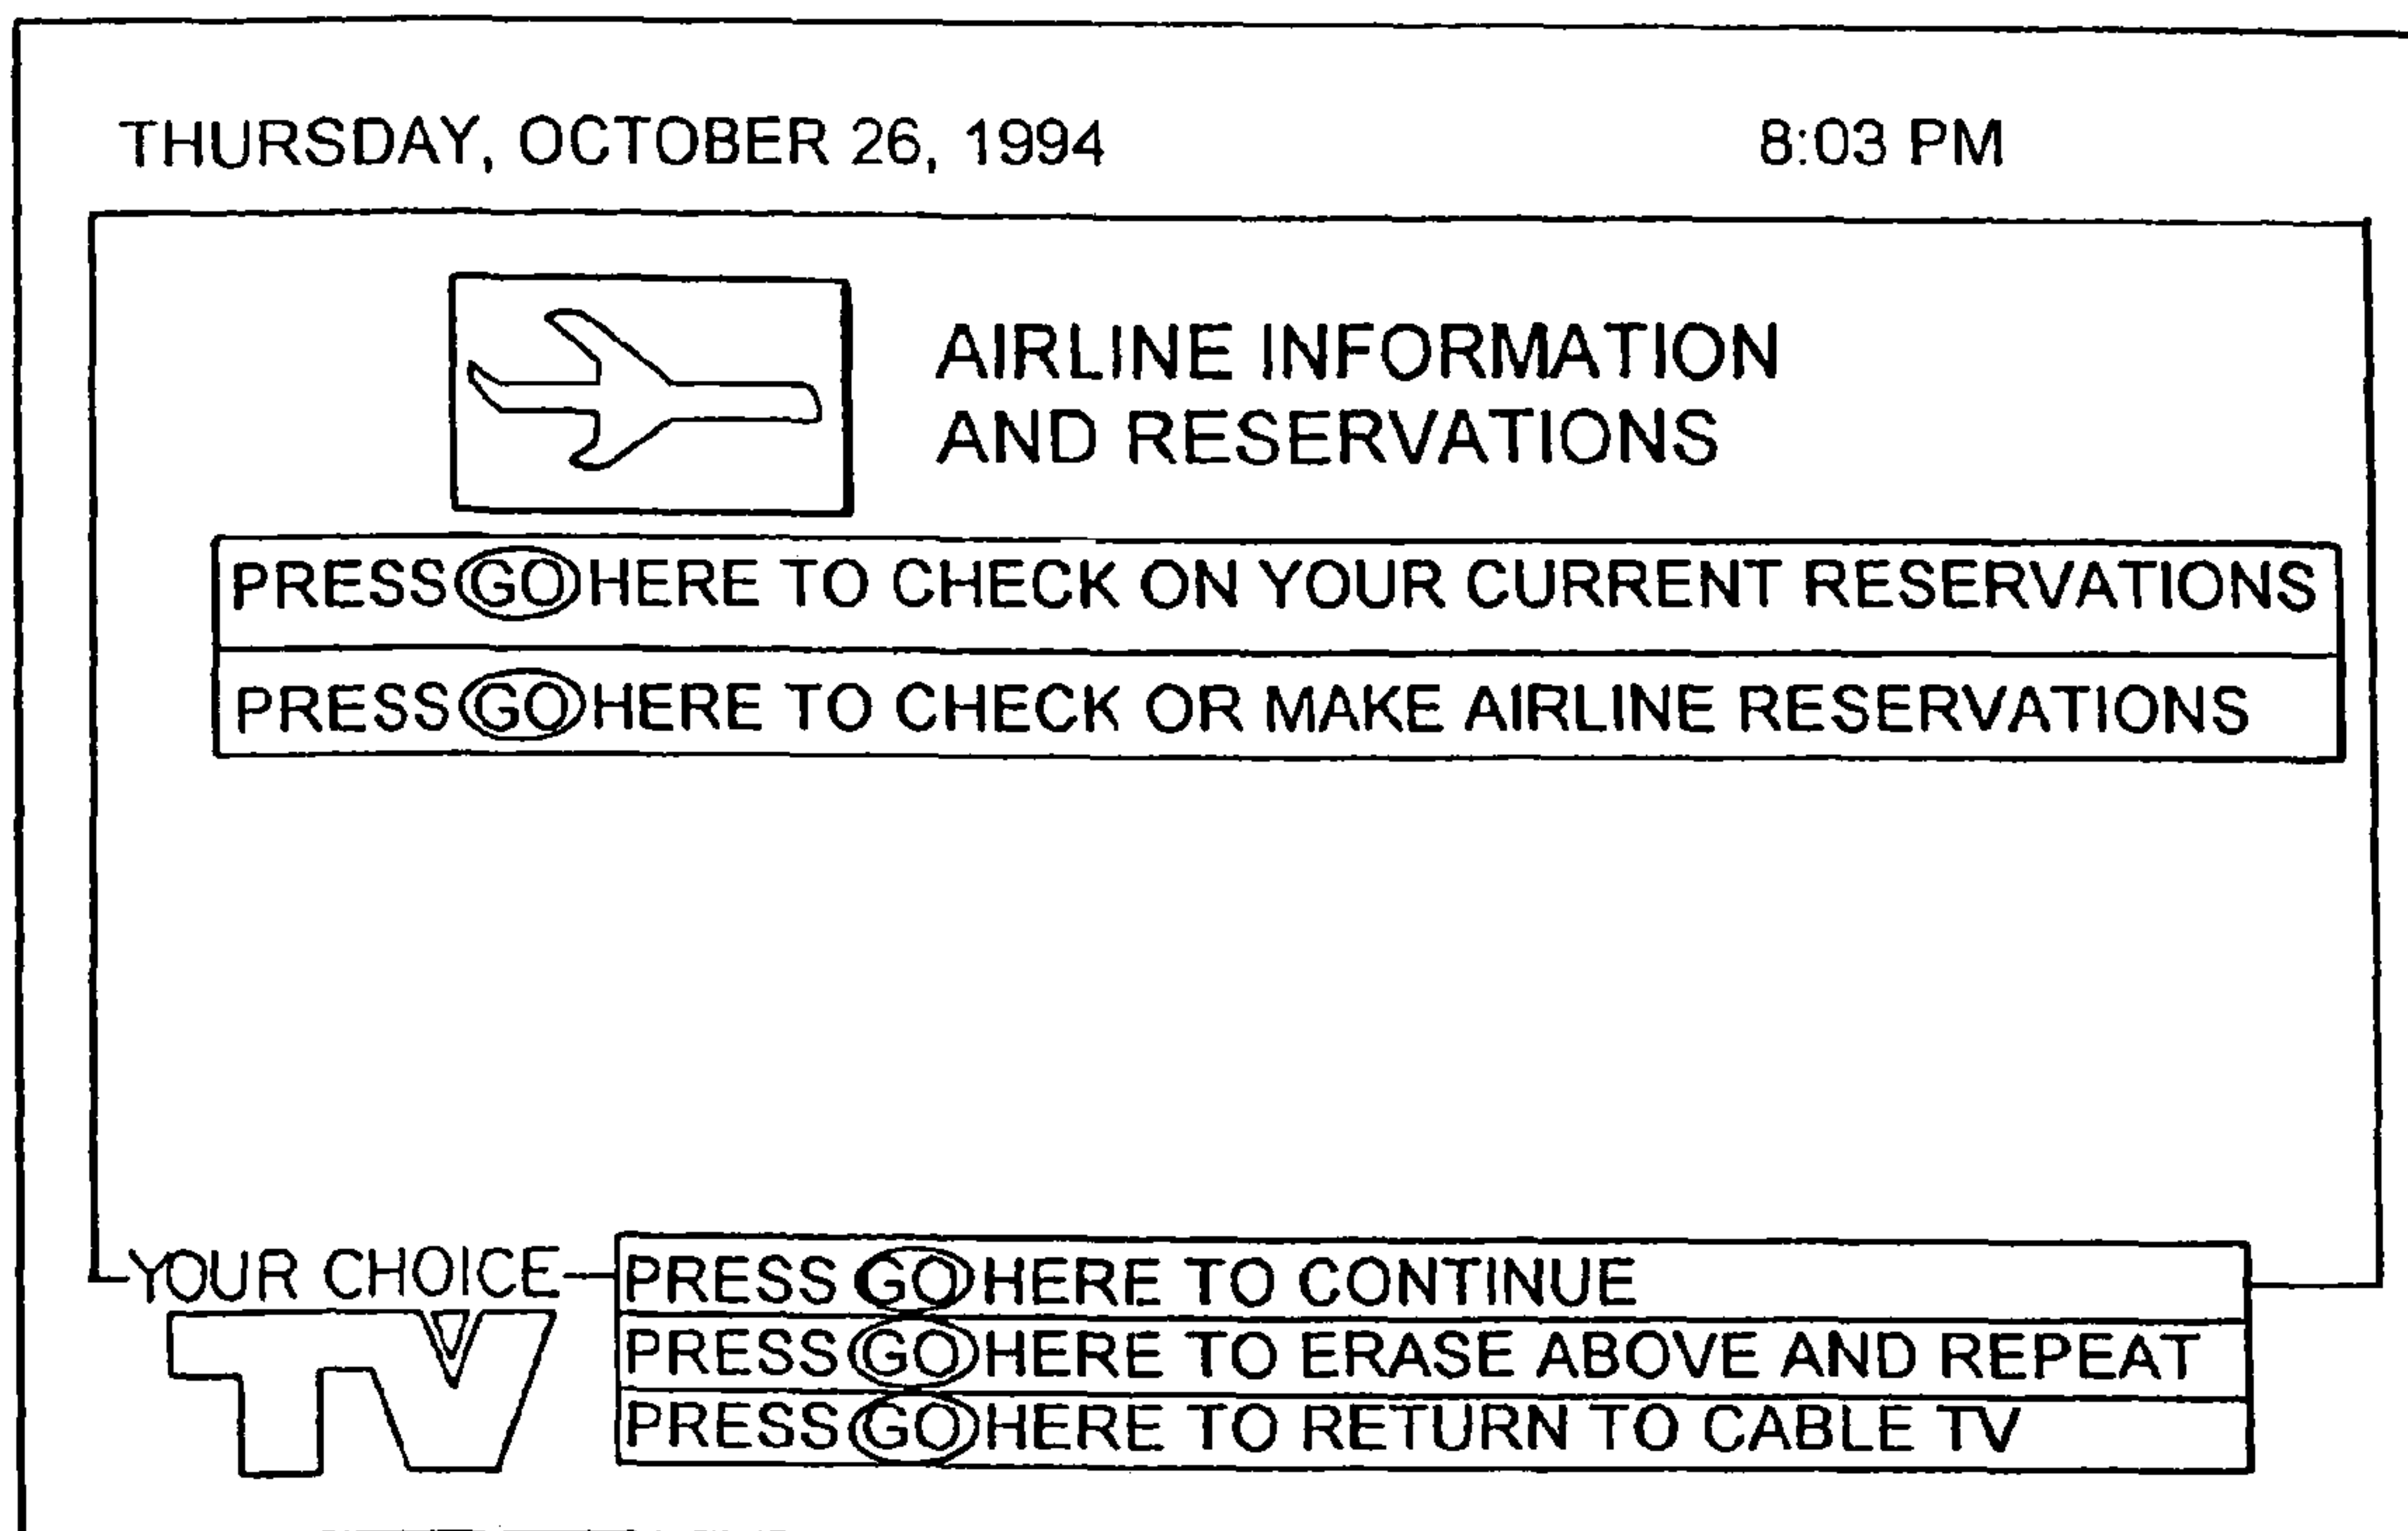 THURSDAY, OCTOBER 26, 1994 8:03 PM
AIRLINE INFORMATION
AND RESERVATIONS
PRESS GO HERE TO CHECK ON YOUR CURRENT RESERVATIONS
PRESS GO HERE TO CHECK OR MAKE AIRLINE RESERVATIONS
YOUR CHOICE
TV
PRESS GO HERE TO CONTINUE
PRESS GO HERE TO ERASE ABOVE AND REPEAT
PRESS GO HERE TO RETURN TO CABLE TV